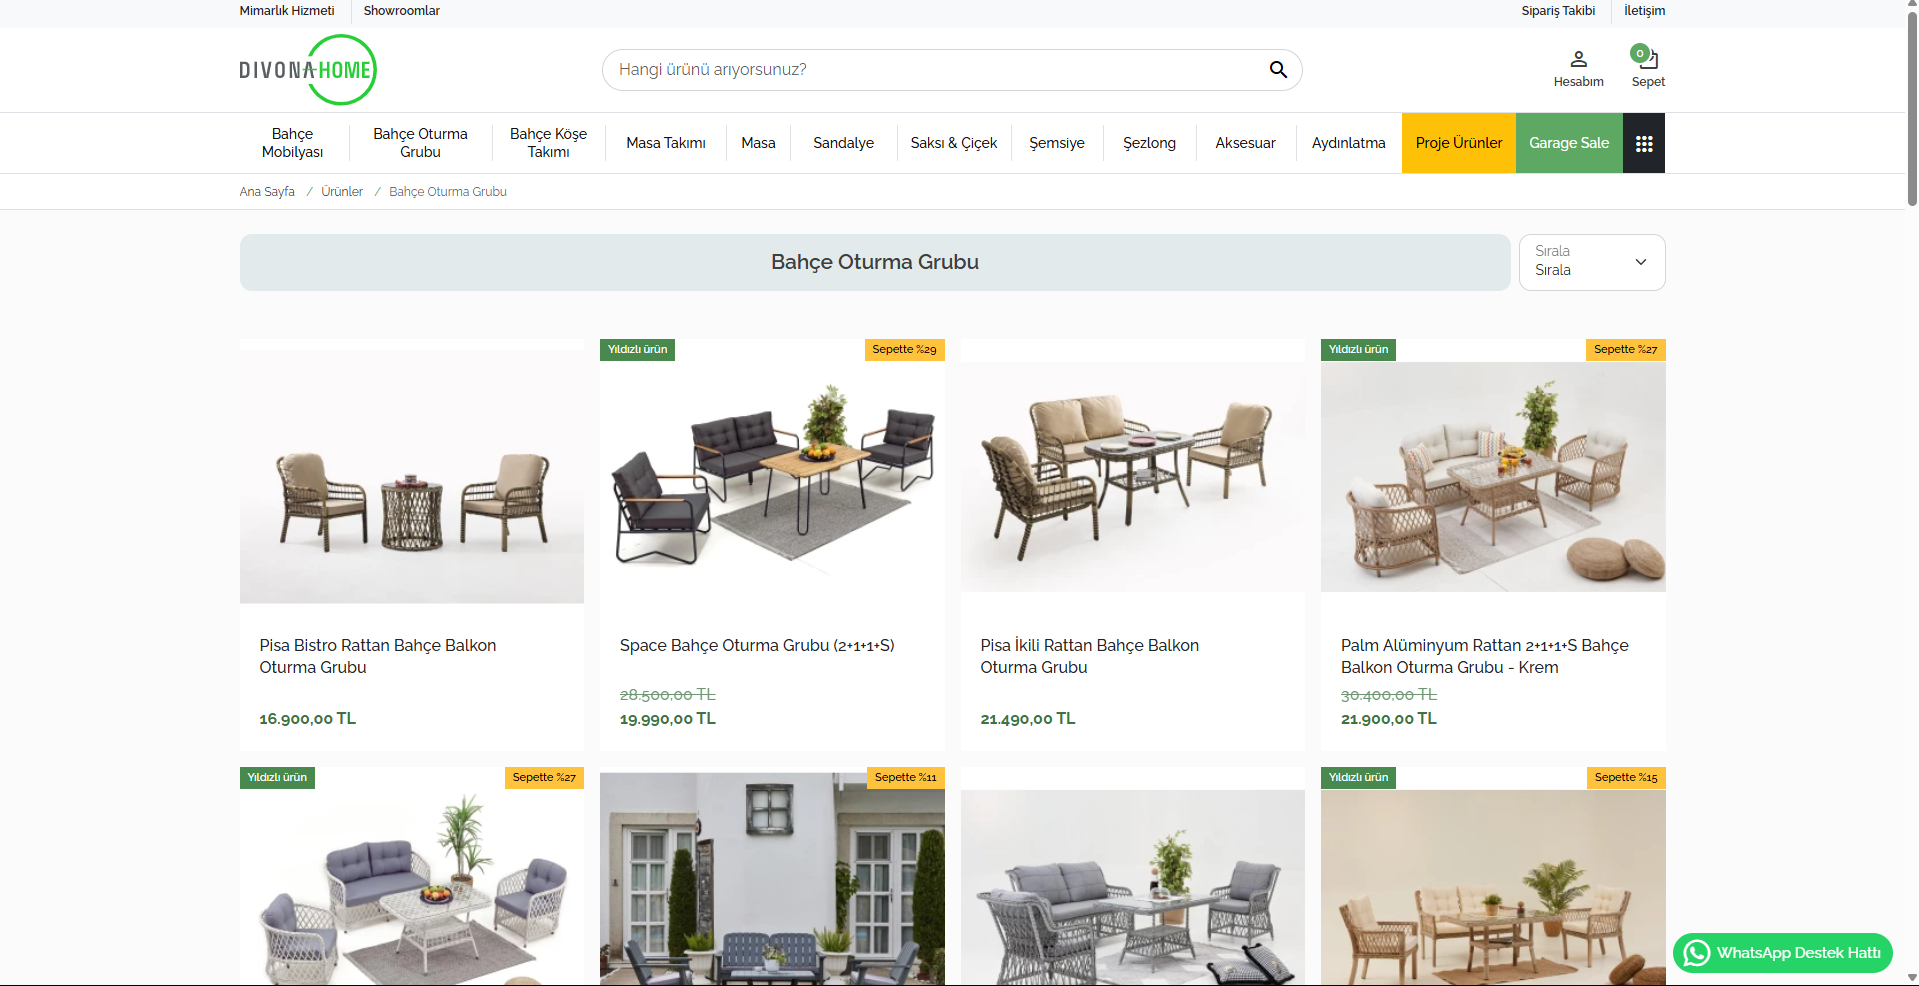 Mimarlık Hizmeti
Showroomlar
Sipariş Takibi
İletişim
DIVONA HOME
Hangi ürünü arıyorsunuz?
Hesabım
0
Sepet
Bahçe
Mobilyası
Bahçe Oturma
Grubu
Bahçe Köşe
Takımı
Masa Takımı
Masa
Sandalye
Saksı & Çiçek
Şemsiye
Şezlong
Aksesuar
Aydınlatma
Proje Ürünler
Garage Sale
Ana Sayfa / Ürünler / Bahçe Oturma Grubu
Bahçe Oturma Grubu
Sırala
Sırala
Yıldızlı ürün
Sepette %29
Yıldızlı ürün
Sepette %27
Pisa Bistro Rattan Bahçe Balkon
Oturma Grubu
16.900,00 TL
Space Bahçe Oturma Grubu (2+1+1+S)
28.500,00 TL
19.990,00 TL
Pisa İkili Rattan Bahçe Balkon
Oturma Grubu
21.490,00 TL
Palm Alüminyum Rattan 2+1+1+S Bahçe
Balkon Oturma Grubu - Krem
30.400,00 TL
21.900,00 TL
Yıldızlı ürün
Sepette %27
Sepette %11
Yıldızlı ürün
Sepette %15
WhatsApp Destek Hattı